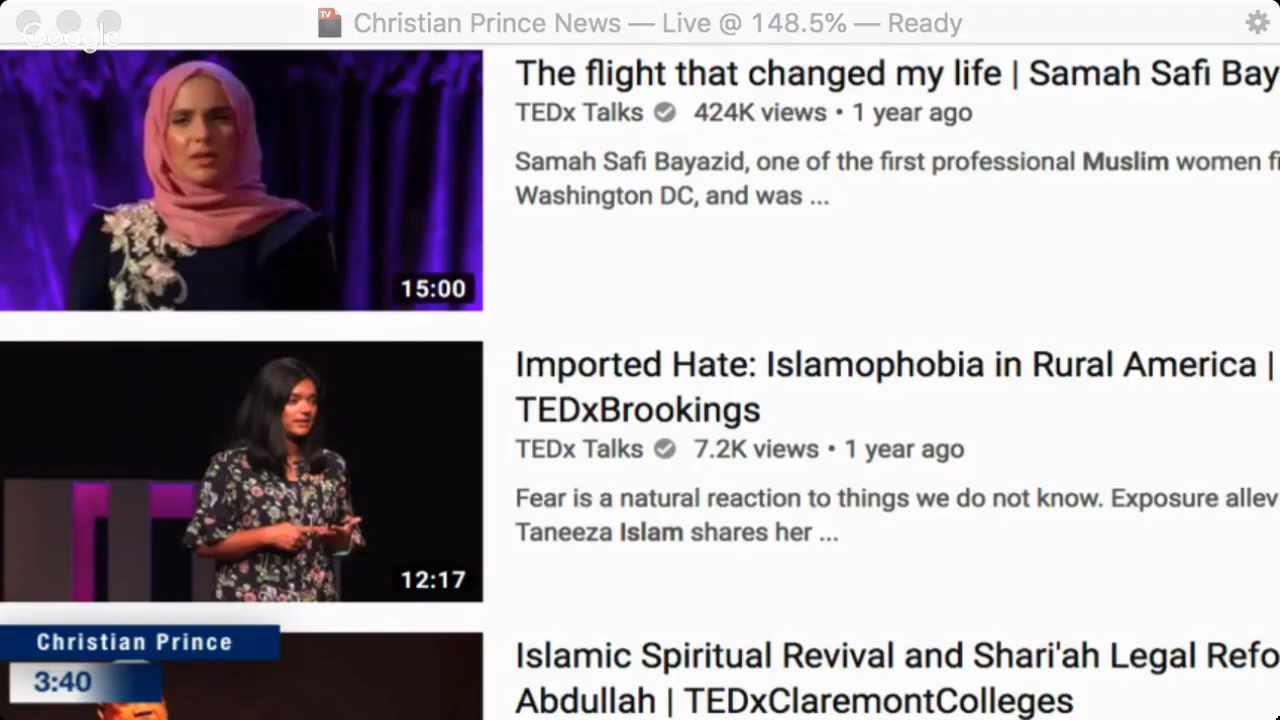 Christian Prince News — Live @ 148.5% — Ready
Google
TV
The flight that changed my life | Samah Safi Bay
TEDx Talks 424K views • 1 year ago
Samah Safi Bayazid, one of the first professional Muslim women fi
Washington DC, and was ...
15:00
Imported Hate: Islamophobia in Rural America |
TEDxBrookings
TEDx Talks 7.2K views • 1 year ago
Fear is a natural reaction to things we do not know. Exposure allev
Taneeza Islam shares her ...
12:17
Christian Prince
3:40
Islamic Spiritual Revival and Shari'ah Legal Refo
Abdullah | TEDxClaremontColleges